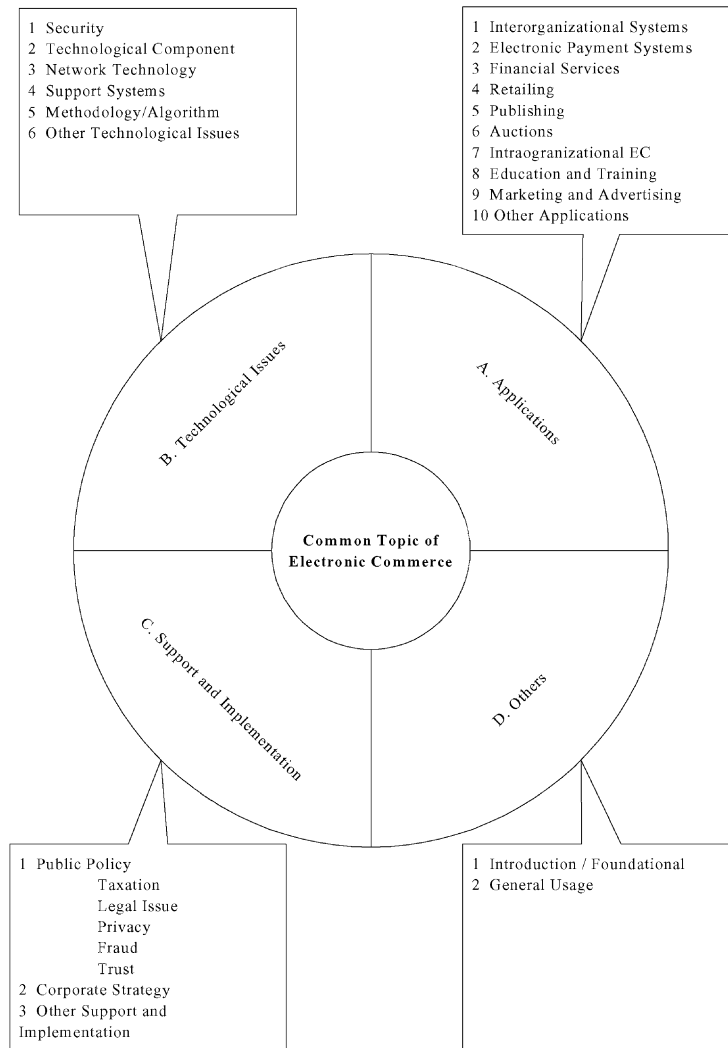 1 Security
2 Technological Component
3 Network Technology
4 Support Systems
5 Methodology/Algorithm
6 Other Technological Issues
1 Interorganizational Systems
2 Electronic Payment Systems
3 Financial Services
4 Retailing
5 Publishing
6 Auctions
7 Intraogranizational EC
8 Education and Training
9 Marketing and Advertising
10 Other Applications
B. Technological Issues
A. Applications
Common Topic of
Electronic Commerce
C. Support and Implementation
D. Others
1 Public Policy
Taxation
Legal Issue
Privacy
Fraud
Trust
2 Corporate Strategy
3 Other Support and
Implementation
1 Introduction / Foundational
2 General Usage